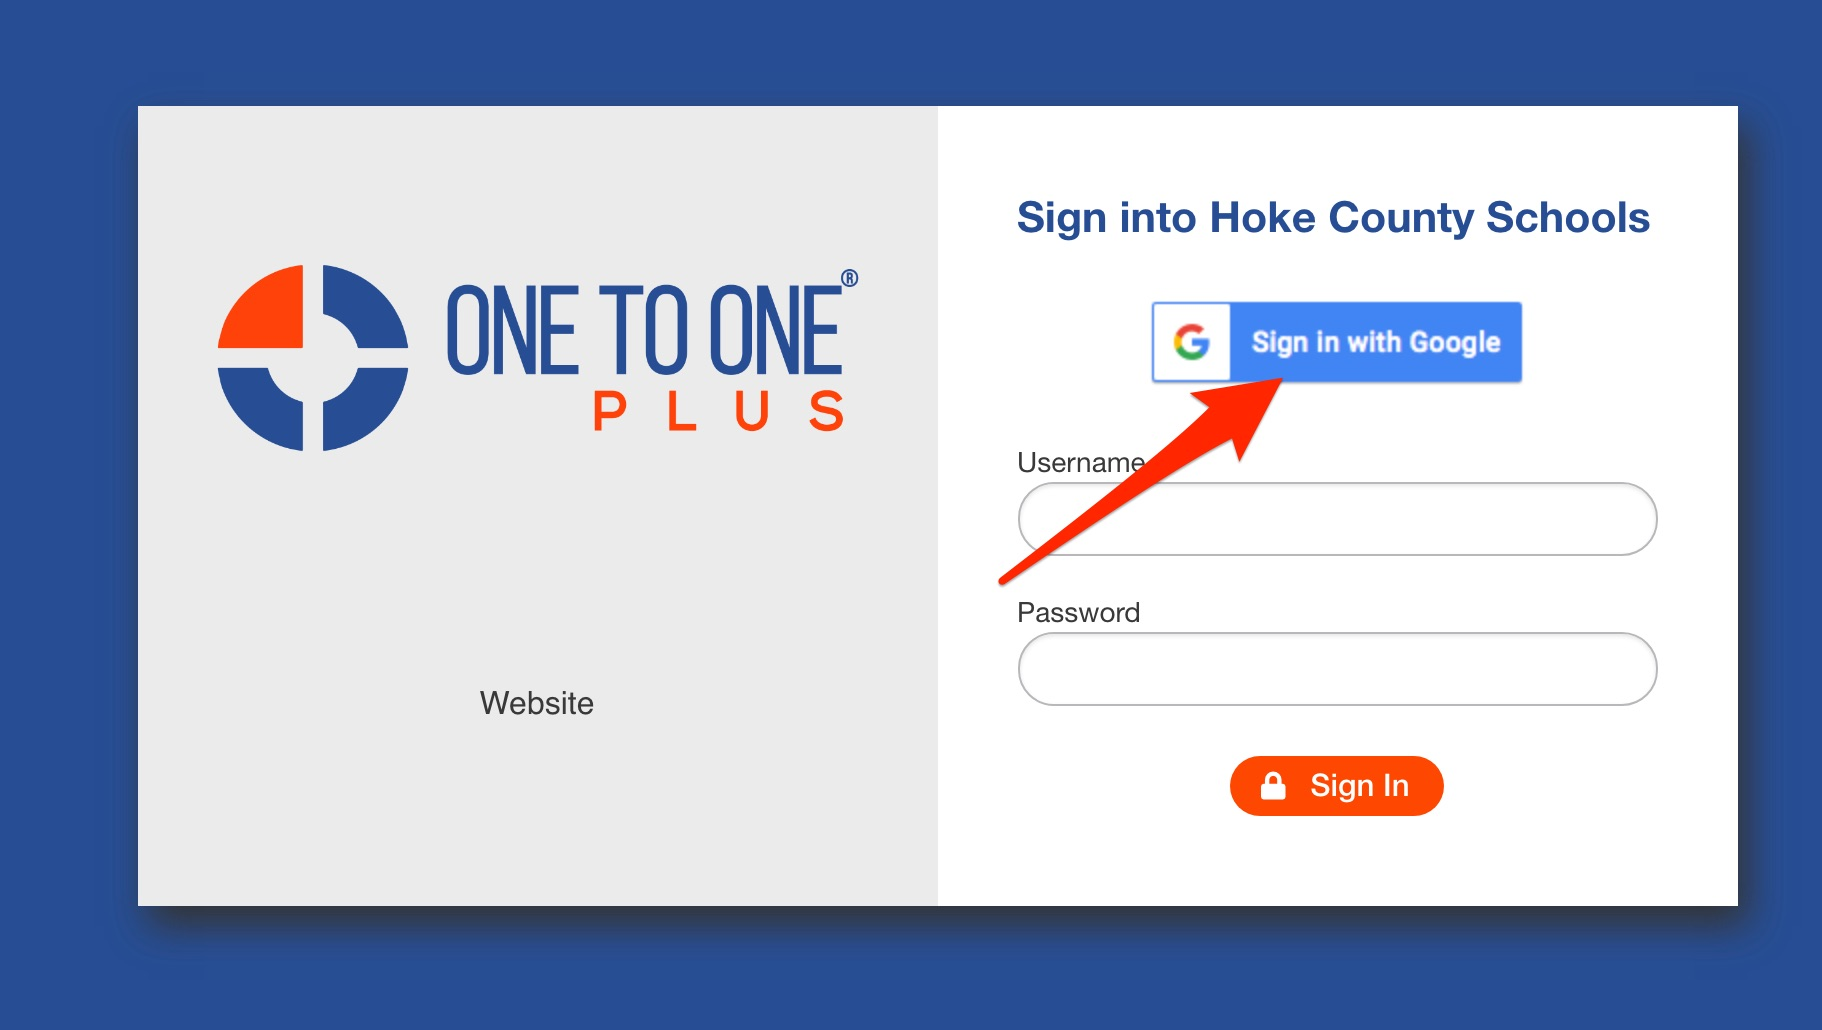 ONE TO ONE®
PLUS
Website
Sign into Hoke County Schools
G Sign in with Google
Username
Password
Sign In